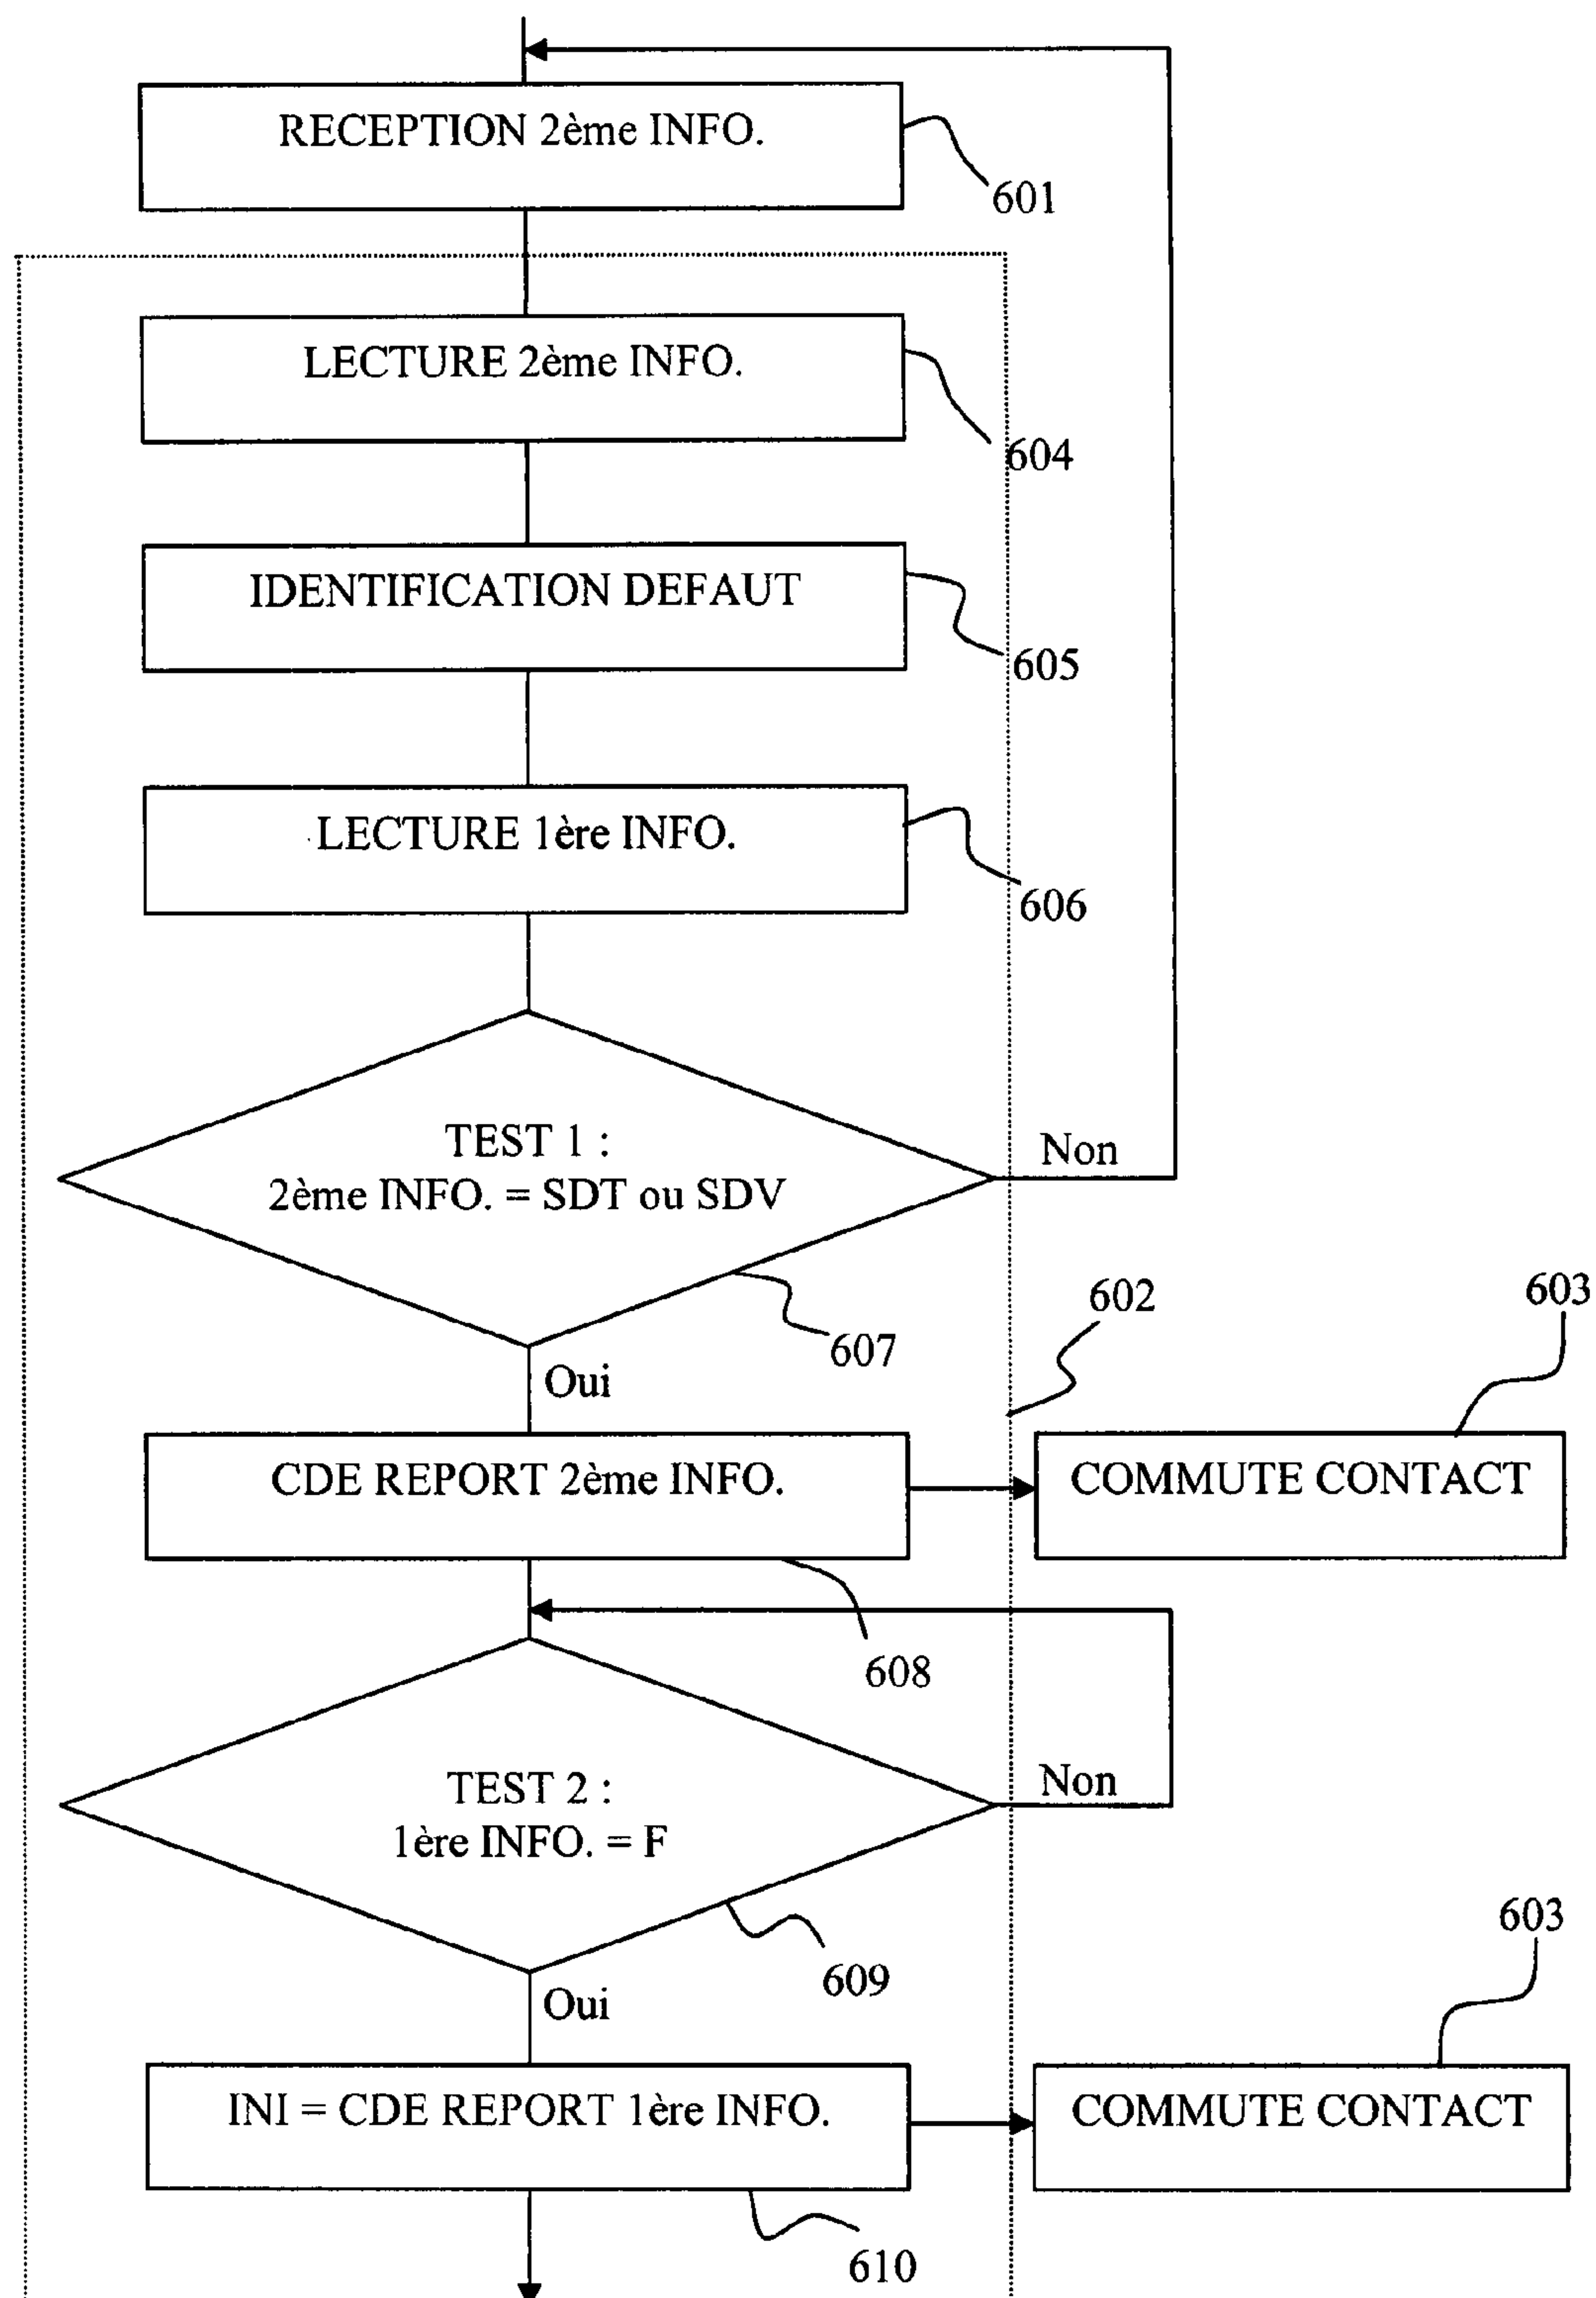 RECEPTION 2ème INFO.
601
LECTURE 2ème INFO.
604
IDENTIFICATION DEFAUT
605
LECTURE 1ère INFO.
606
TEST 1 :
2ème INFO. = SDT ou SDV
Non
607
602
603
Oui
CDE REPORT 2ème INFO.
COMMUTE CONTACT
608
TEST 2 :
1ère INFO. = F
Non
609
603
Oui
INI = CDE REPORT 1ère INFO.
COMMUTE CONTACT
610